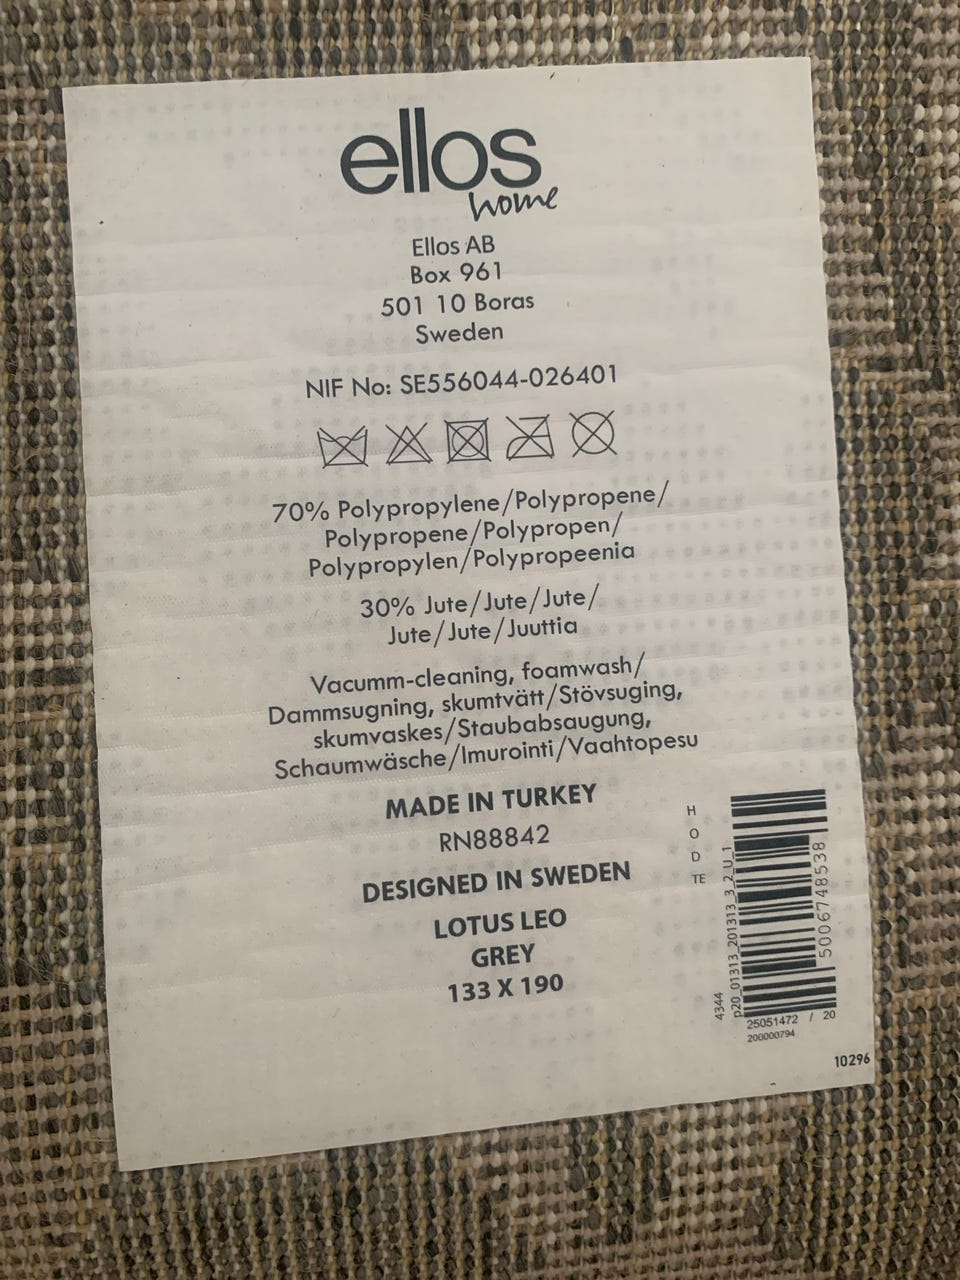 ellos
home
Ellos AB
Box 961
501 10 Boras
Sweden
NIF No: SE556044-026401
70% Polypropylene/Polypropene/
Polypropene/Polypropen/
Polypropylen/Polypropeenia
30% Jute/Jute/Jute/
Jute/Jute/Juuttia
Vacumm-cleaning, foamwash/
Dammsugning, skumtvätt/Stövsuging,
skumvaskes/Staubabsaugung,
Schaumwäsche/Imurointi/Vaahtopesu
MADE IN TURKEY
RN88842
DESIGNED IN SWEDEN
LOTUS LEO
GREY
133 X 190
H
O
D
TE
4344
p20_01313_201313_3_2_U_1
5006748538
25051472 / 20
200000794
10296